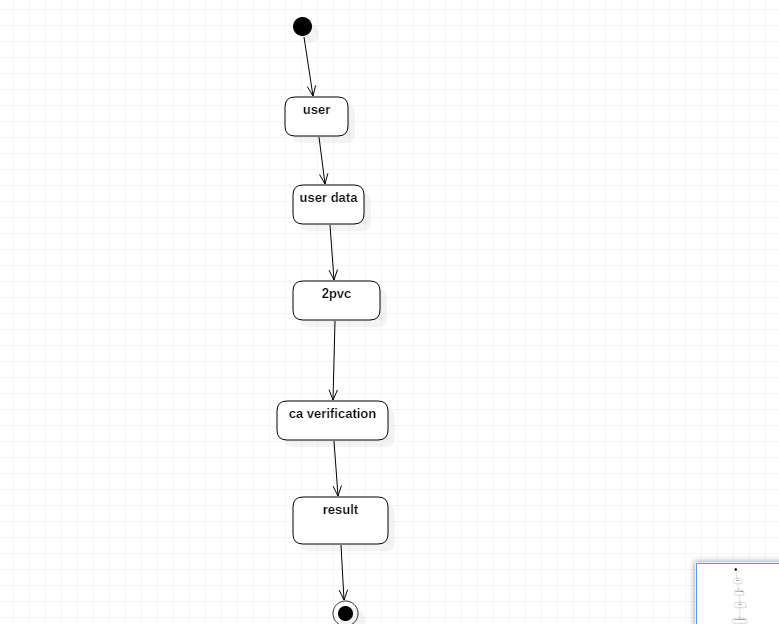 user
user data
2pvc
ca verification
result